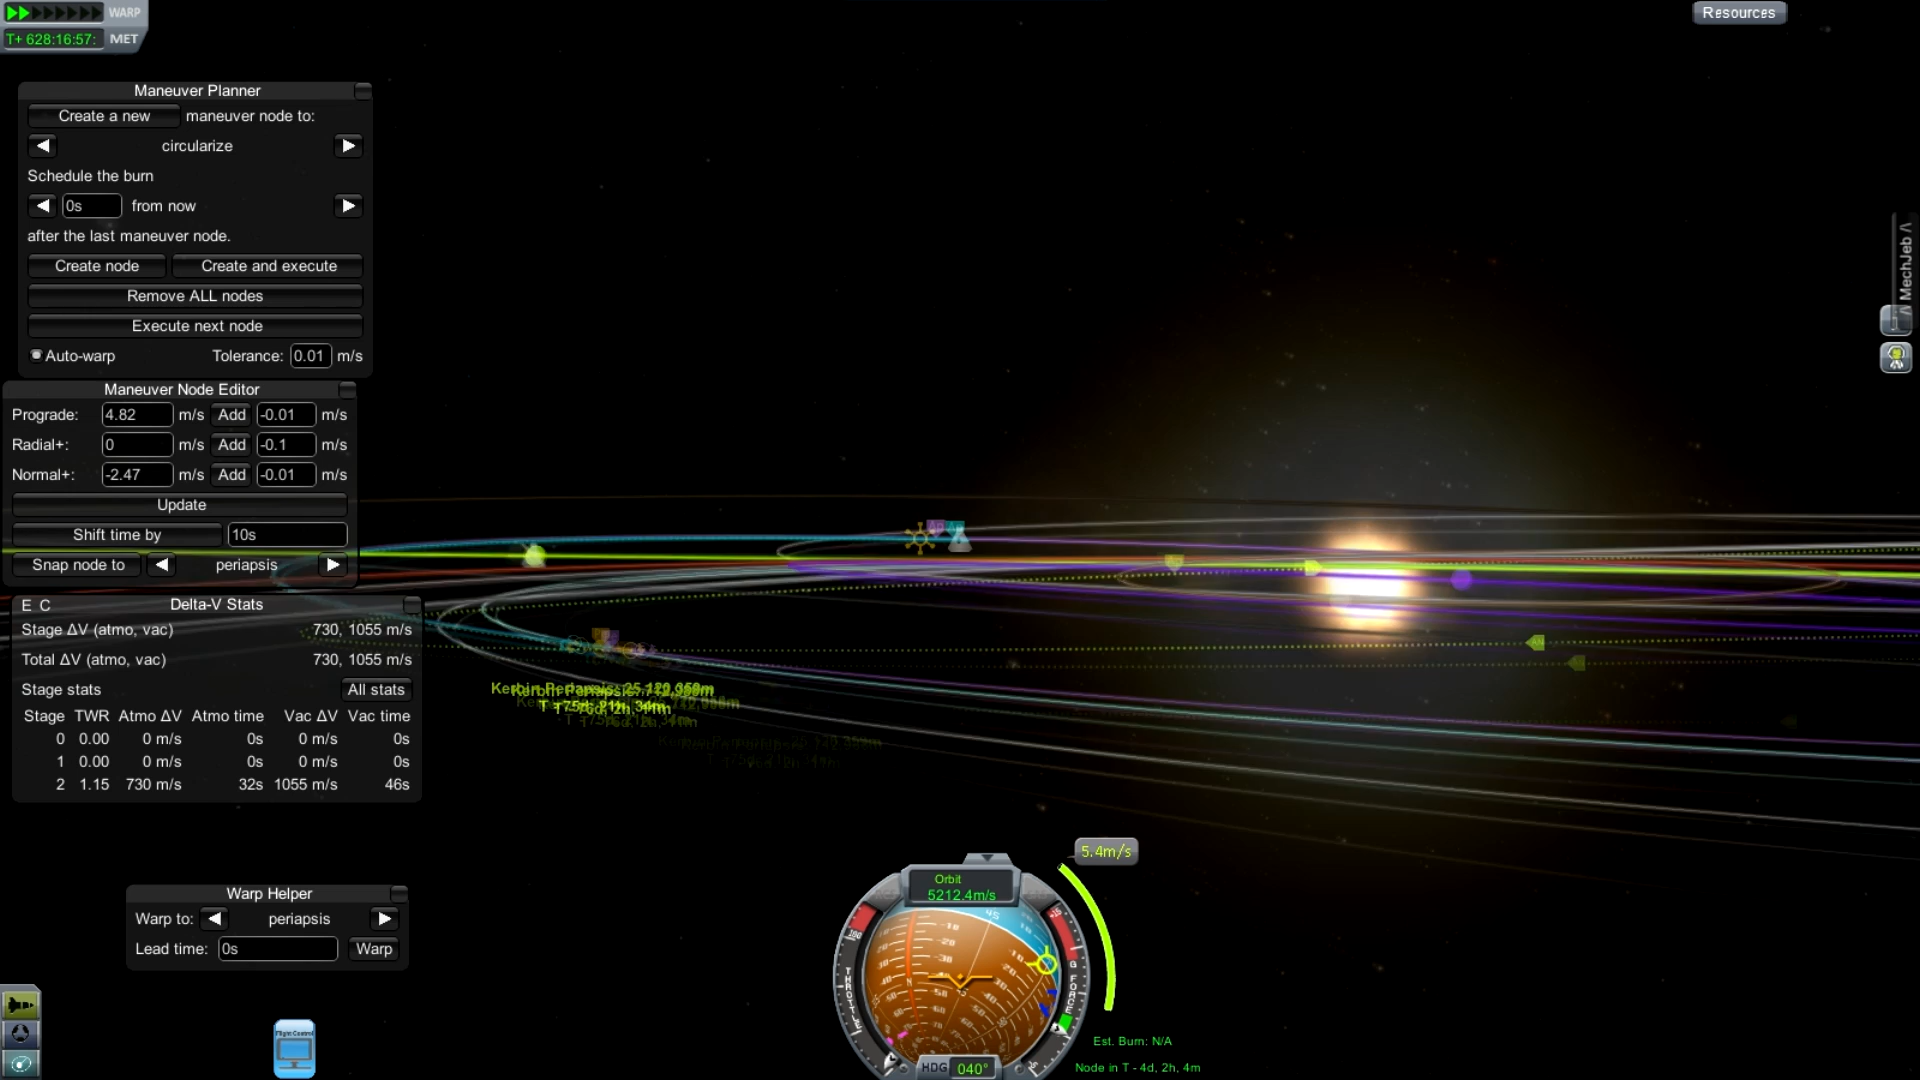 WARP
T+ 628:16:57:
MET
Resources
Maneuver Planner
Create a new maneuver node to:
circularize
Schedule the burn
0s from now
after the last maneuver node.
Create node Create and execute
Remove ALL nodes
Execute next node
Auto-warp Tolerance: 0.01 m/s
Maneuver Node Editor
Prograde: 4.82 m/s Add -0.01 m/s
Radial+: 0 m/s Add -0.1 m/s
Normal+: -2.47 m/s Add -0.01 m/s
Update
Shift time by 10s
Snap node to periapsis
E C Delta-V Stats
Stage ΔV (atmo, vac) 730, 1055 m/s
Total ΔV (atmo, vac) 730, 1055 m/s
Stage stats All stats
Stage TWR Atmo ΔV Atmo time Vac ΔV Vac time
0 0.00 0 m/s 0s 0 m/s 0s
1 0.00 0 m/s 0s 0 m/s 0s
2 1.15 730 m/s 32s 1055 m/s 46s
Kerbin Periapsis:
Warp Helper
Warp to: periapsis
Lead time: 0s Warp
Flight Control
/\ MechJeb /\
5.4m/s
Orbit
5212.4m/s
THROTTLE
G FORCE
HDG 040°
Est. Burn: N/A
Node in T - 4d, 2h, 4m